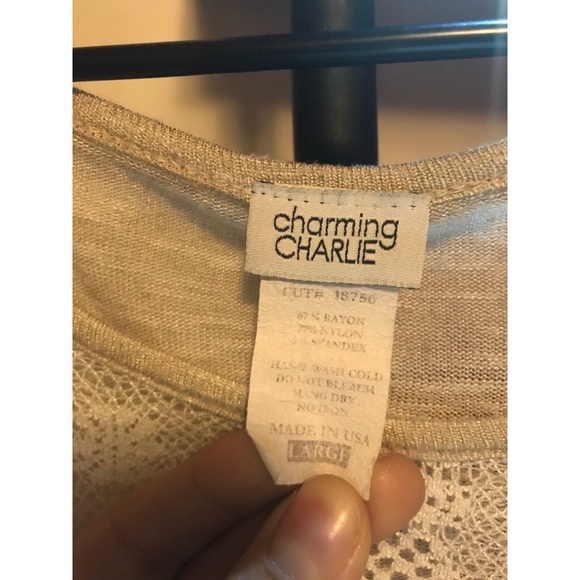 charming
CHARLIE
CUT# 18756
67% RAYON
NYLON
SPANDEX
HAND WASH COLD
DO NOT BLEACH
HANG DRY
NO IRON
MADE IN USA
LARGE